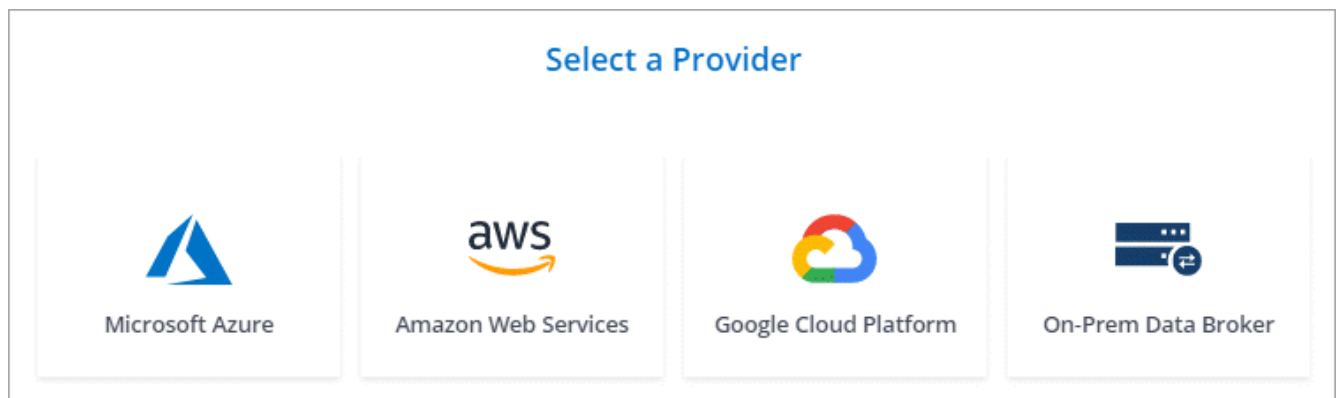 Select a Provider
aws
Microsoft Azure
Amazon Web Services
Google Cloud Platform
On-Prem Data Broker